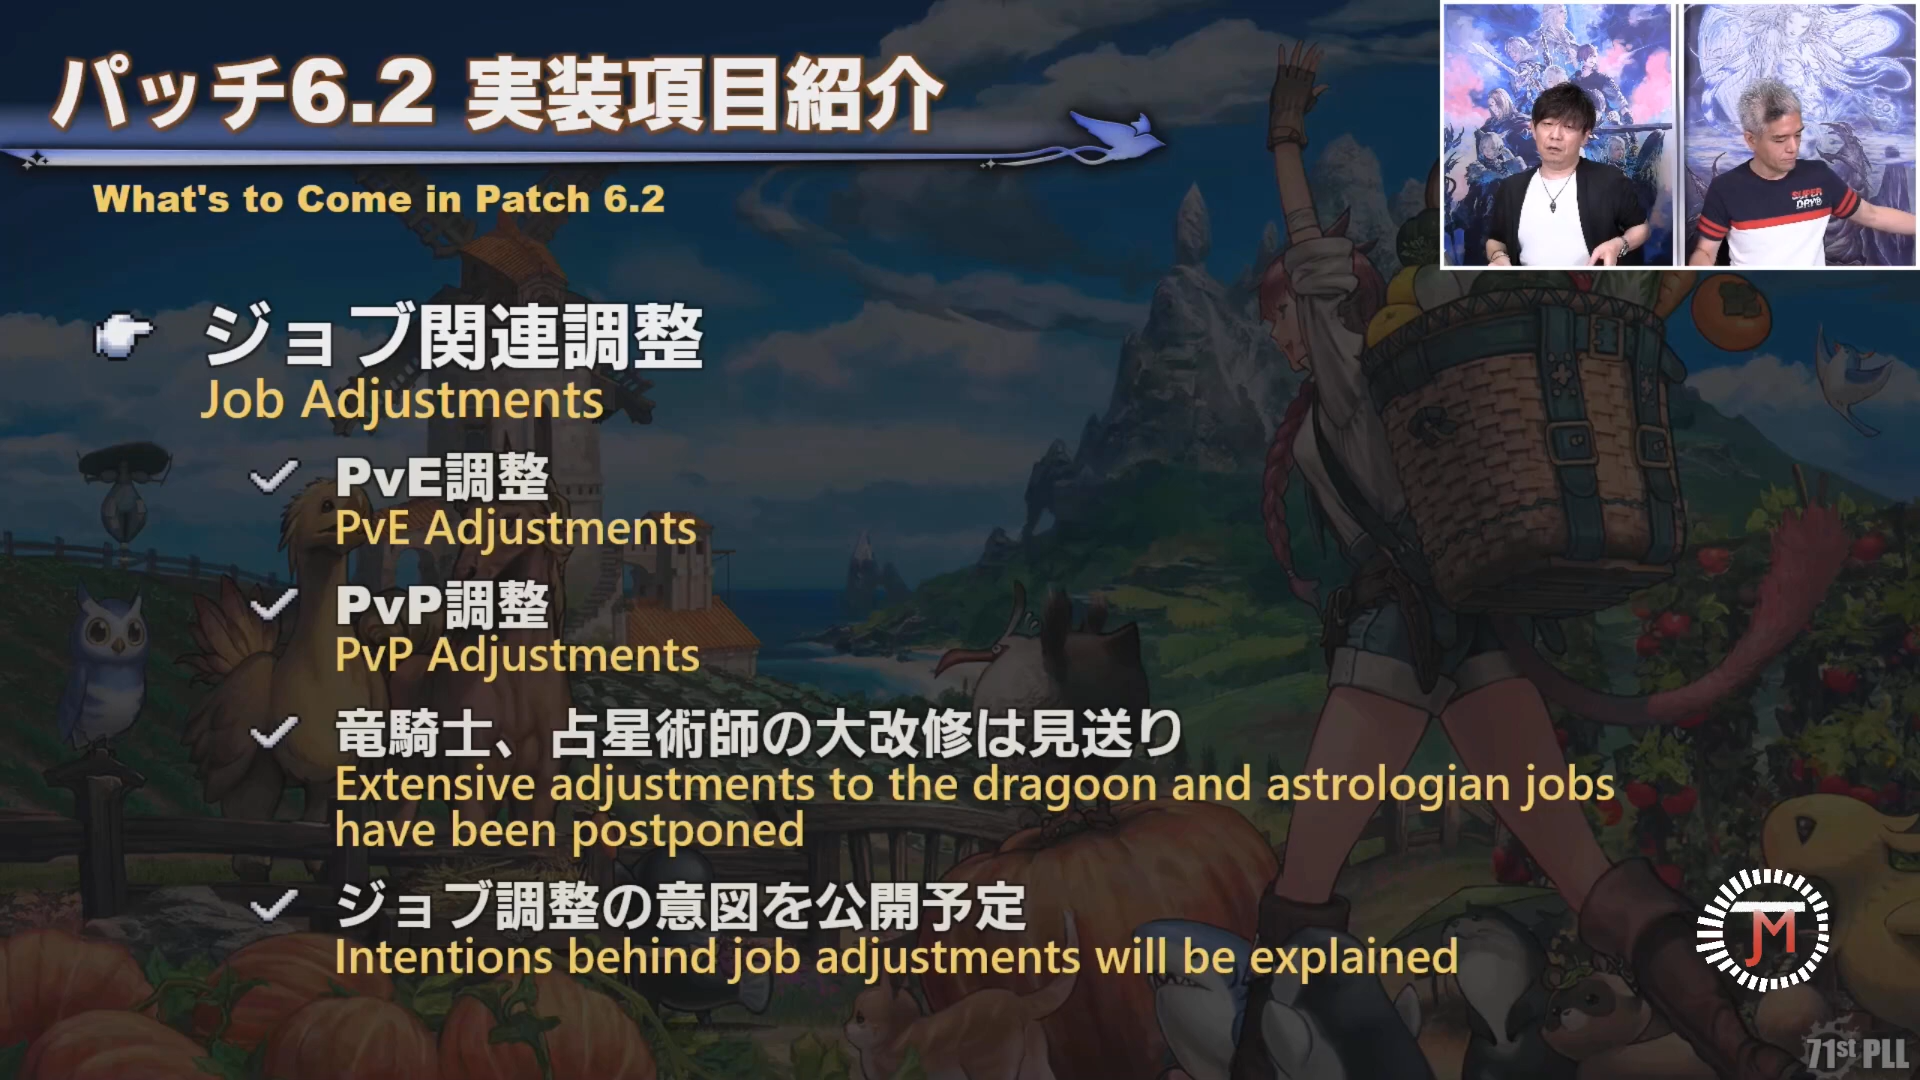 パッチ6.2 実装項目紹介
What's to Come in Patch 6.2
ジョブ関連調整
Job Adjustments
PvE調整
PvE Adjustments
PvP調整
PvP Adjustments
竜騎士、占星術師の大改修は見送り
Extensive adjustments to the dragoon and astrologian jobs
have been postponed
ジョブ調整の意図を公開予定
Intentions behind job adjustments will be explained
SUPER
DRY
JM
71st PLL